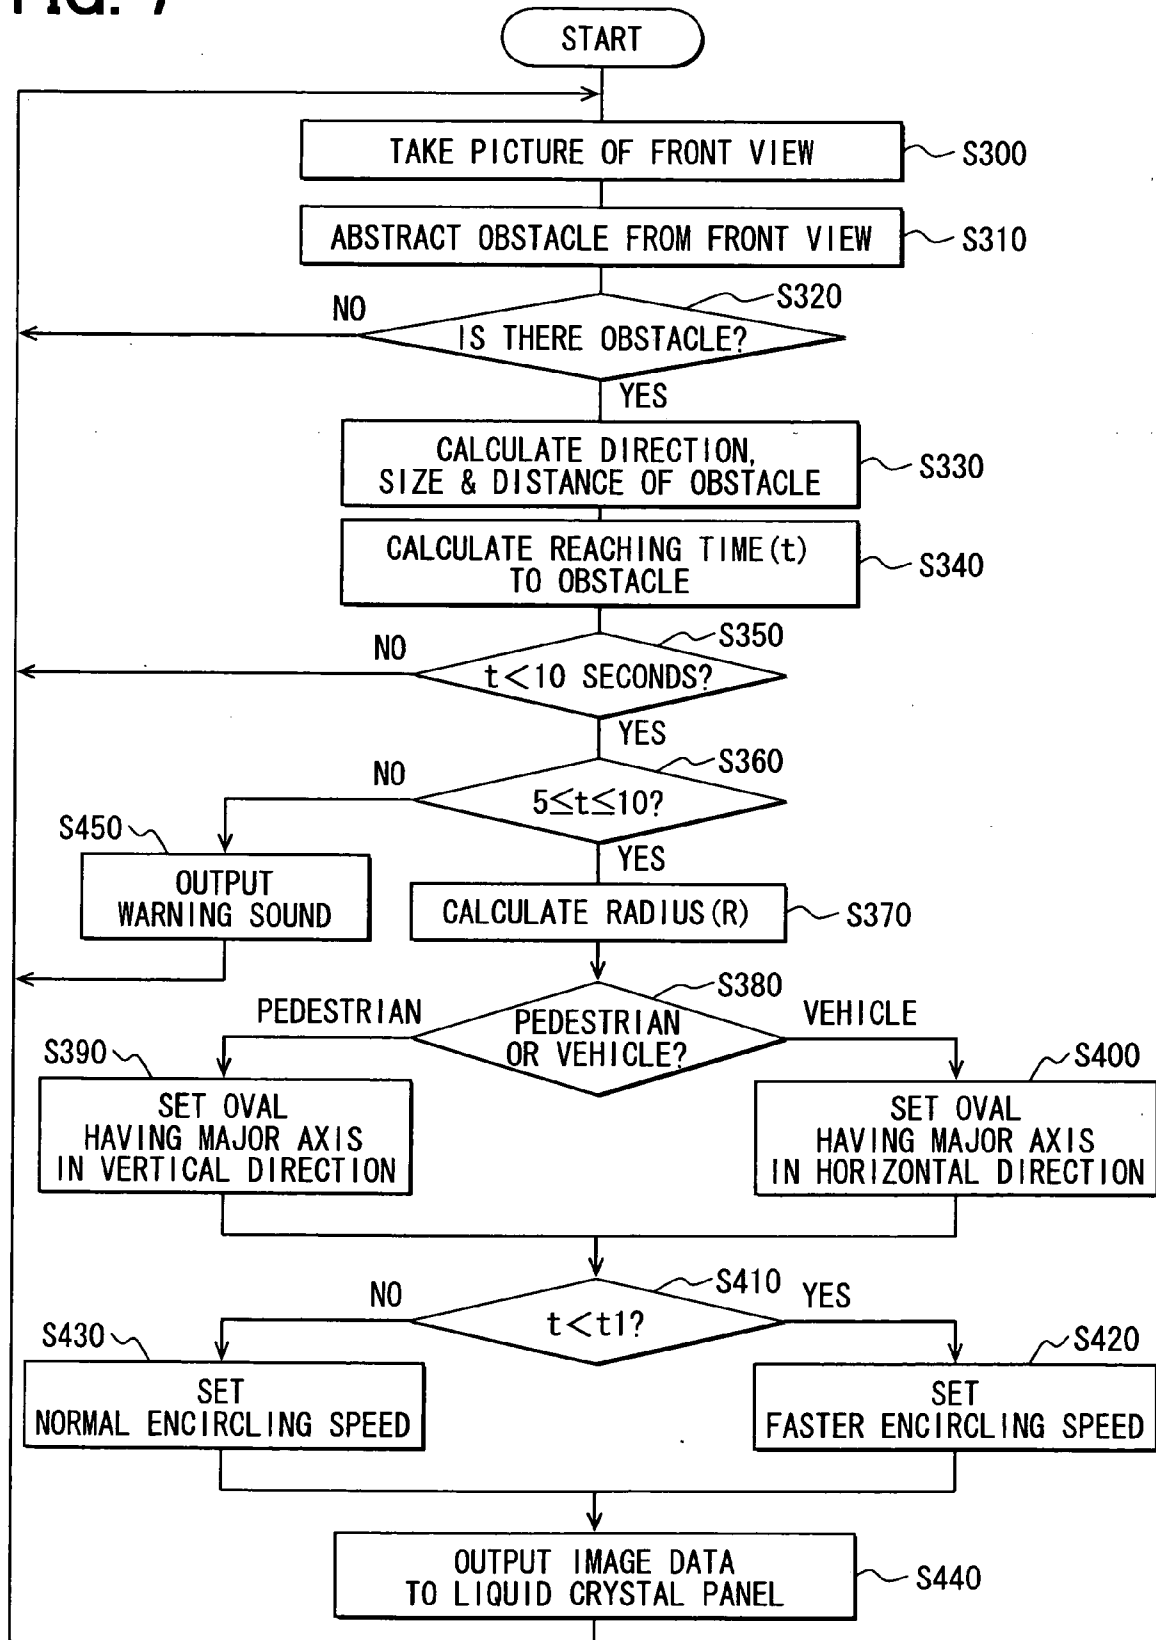 FIG. 7
START
TAKE PICTURE OF FRONT VIEW
S300
ABSTRACT OBSTACLE FROM FRONT VIEW
S310
S320
NO
IS THERE OBSTACLE?
YES
CALCULATE DIRECTION,
SIZE & DISTANCE OF OBSTACLE
S330
CALCULATE REACHING TIME(t)
TO OBSTACLE
S340
S350
NO
t<10 SECONDS?
YES
S360
NO
5≦t≦10?
YES
S450
OUTPUT
WARNING SOUND
CALCULATE RADIUS(R)
S370
S380
PEDESTRIAN
PEDESTRIAN
OR VEHICLE?
VEHICLE
S390
SET OVAL
HAVING MAJOR AXIS
IN VERTICAL DIRECTION
S400
SET OVAL
HAVING MAJOR AXIS
IN HORIZONTAL DIRECTION
S410
NO
t<t1?
YES
S430
SET
NORMAL ENCIRCLING SPEED
S420
SET
FASTER ENCIRCLING SPEED
OUTPUT IMAGE DATA
TO LIQUID CRYSTAL PANEL
S440